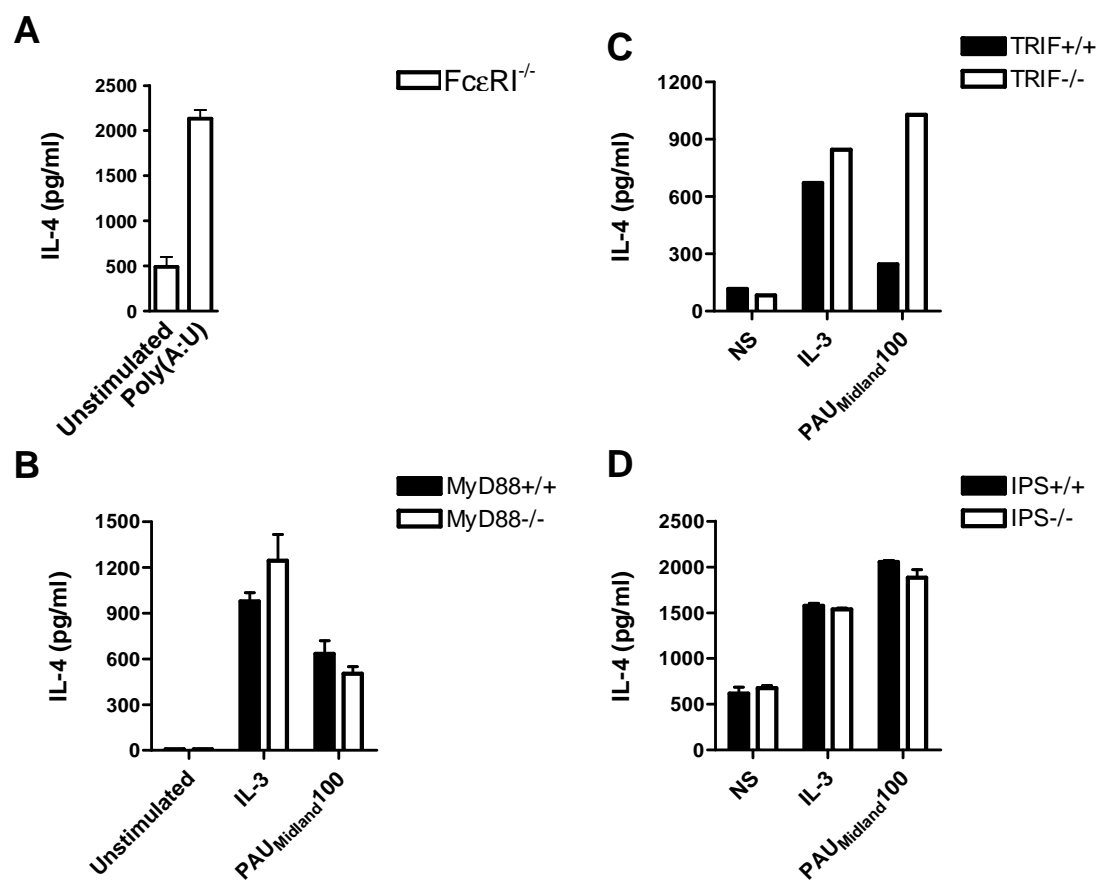 A
FcεRI-/-
IL-4 (pg/ml)
2500
2000
1500
1000
500
0
Unstimulated
Poly(A:U)
B
MyD88+/+
MyD88-/-
IL-4 (pg/ml)
1500
1200
900
600
300
0
Unstimulated
IL-3
PAUMidland100
C
TRIF+/+
TRIF-/-
IL-4 (pg/ml)
1200
900
600
300
0
NS
IL-3
PAUMidland100
D
IPS+/+
IPS-/-
IL-4 (pg/ml)
2500
2000
1500
1000
500
0
NS
IL-3
PAUMidland100